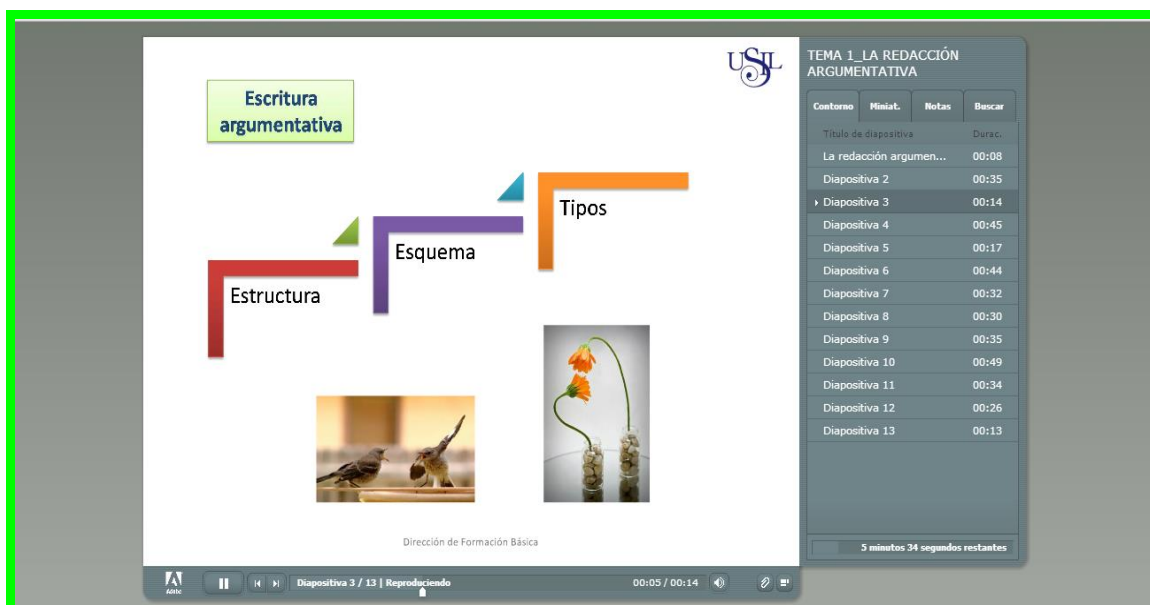 USIL
Escritura
argumentativa
Tipos
Esquema
Estructura
Dirección de Formación Básica
TEMA 1_LA REDACCIÓN
ARGUMENTATIVA
Contorno Miniat. Notas Buscar
Título de diapositiva Durac.
La redacción argumen... 00:08
Diapositiva 2 00:35
Diapositiva 3 00:14
Diapositiva 4 00:45
Diapositiva 5 00:17
Diapositiva 6 00:44
Diapositiva 7 00:32
Diapositiva 8 00:30
Diapositiva 9 00:35
Diapositiva 10 00:49
Diapositiva 11 00:34
Diapositiva 12 00:26
Diapositiva 13 00:13
5 minutos 34 segundos restantes
Adobe
Diapositiva 3 / 13 | Reproduciendo 00:05 / 00:14